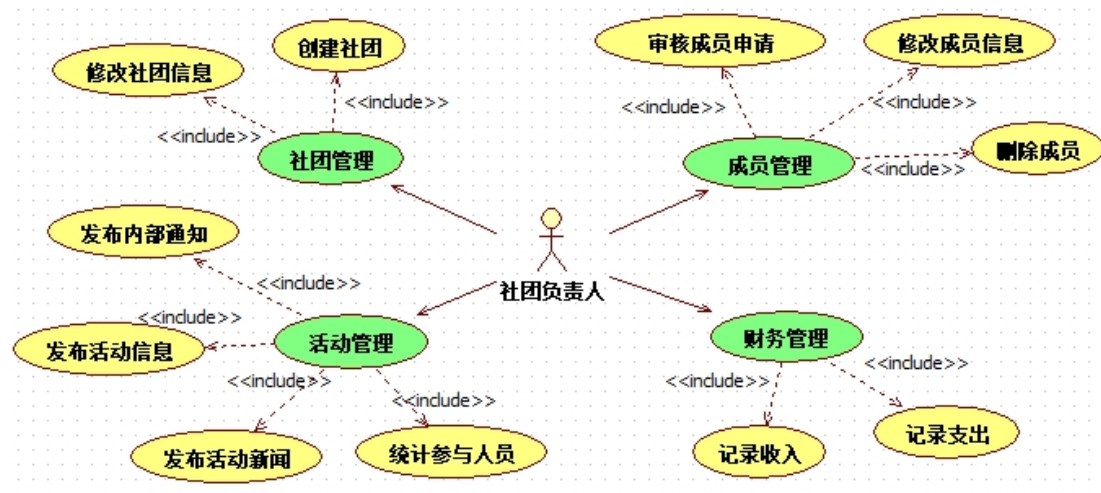 创建社团
审核成员申请
修改成员信息
修改社团信息
<<include>>
<<include>>
<<include>>
<<include>>
社团管理
成员管理
<<include>>
删除成员
发布内部通知
<<include>>
社团负责人
<<include>>
发布活动信息
活动管理
财务管理
<<include>>
<<include>>
<<include>>
<<include>>
发布活动新闻
统计参与人员
记录收入
记录支出